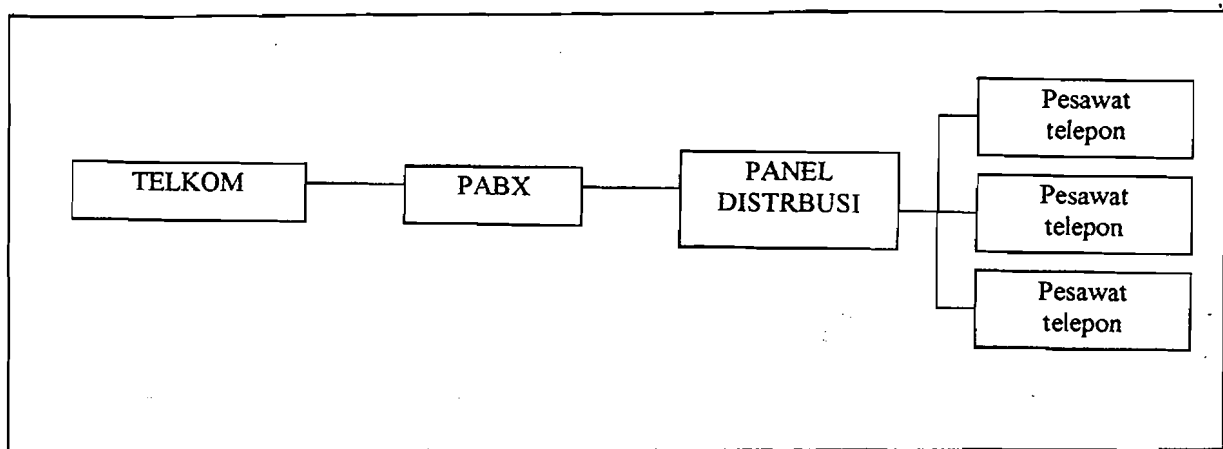 TELKOM
PABX
PANEL
DISTRBUSI
Pesawat
telepon
Pesawat
telepon
Pesawat
telepon